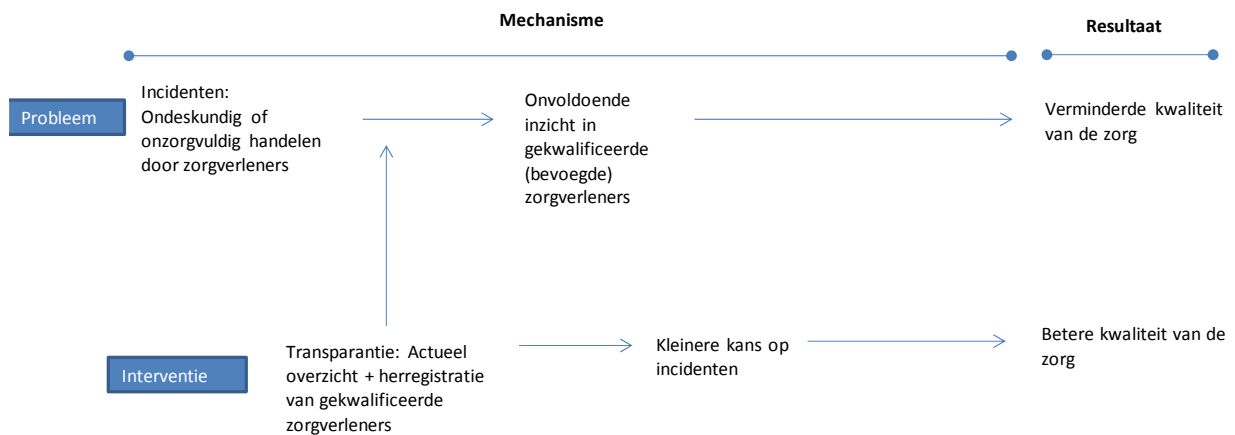 Mechanisme
Resultaat
Probleem
Incidenten:
Ondeskundig of
onzorgvuldig handelen
door zorgverleners
Onvoldoende
inzicht in
gekwalificeerde
(bevoegde)
zorgverleners
Verminderde kwaliteit
van de zorg
Interventie
Transparantie: Actueel
overzicht + herregistratie
van gekwalificeerde
zorgverleners
Kleinere kans op
incidenten
Betere kwaliteit van de
zorg